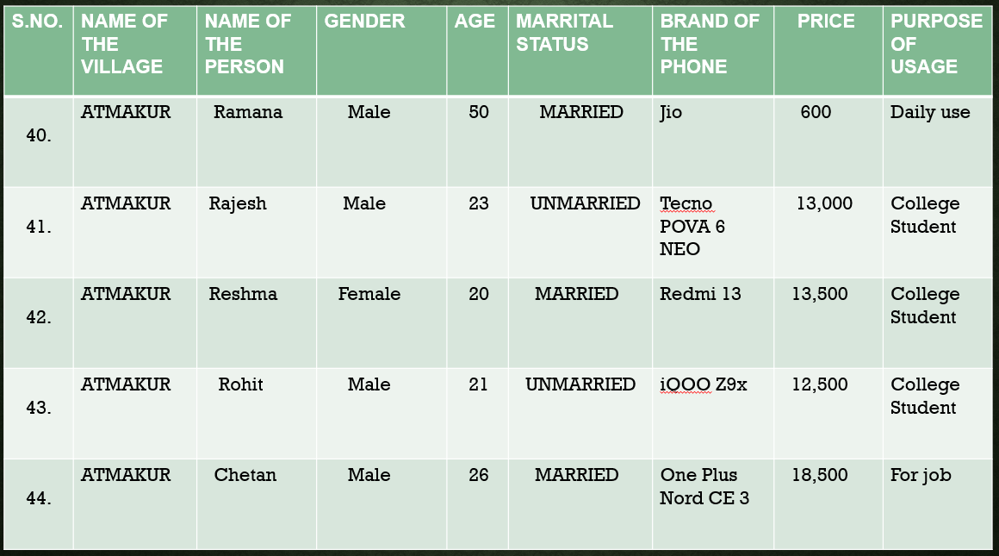 S.NO. NAME OF THE VILLAGE NAME OF THE PERSON GENDER AGE MARRITAL STATUS BRAND OF THE PHONE PRICE PURPOSE OF USAGE
40. ATMAKUR Ramana Male 50 MARRIED Jio 600 Daily use
41. ATMAKUR Rajesh Male 23 UNMARRIED Tecno POVA 6 NEO 13,000 College Student
42. ATMAKUR Reshma Female 20 MARRIED Redmi 13 13,500 College Student
43. ATMAKUR Rohit Male 21 UNMARRIED iQOO Z9x 12,500 College Student
44. ATMAKUR Chetan Male 26 MARRIED One Plus Nord CE 3 18,500 For job